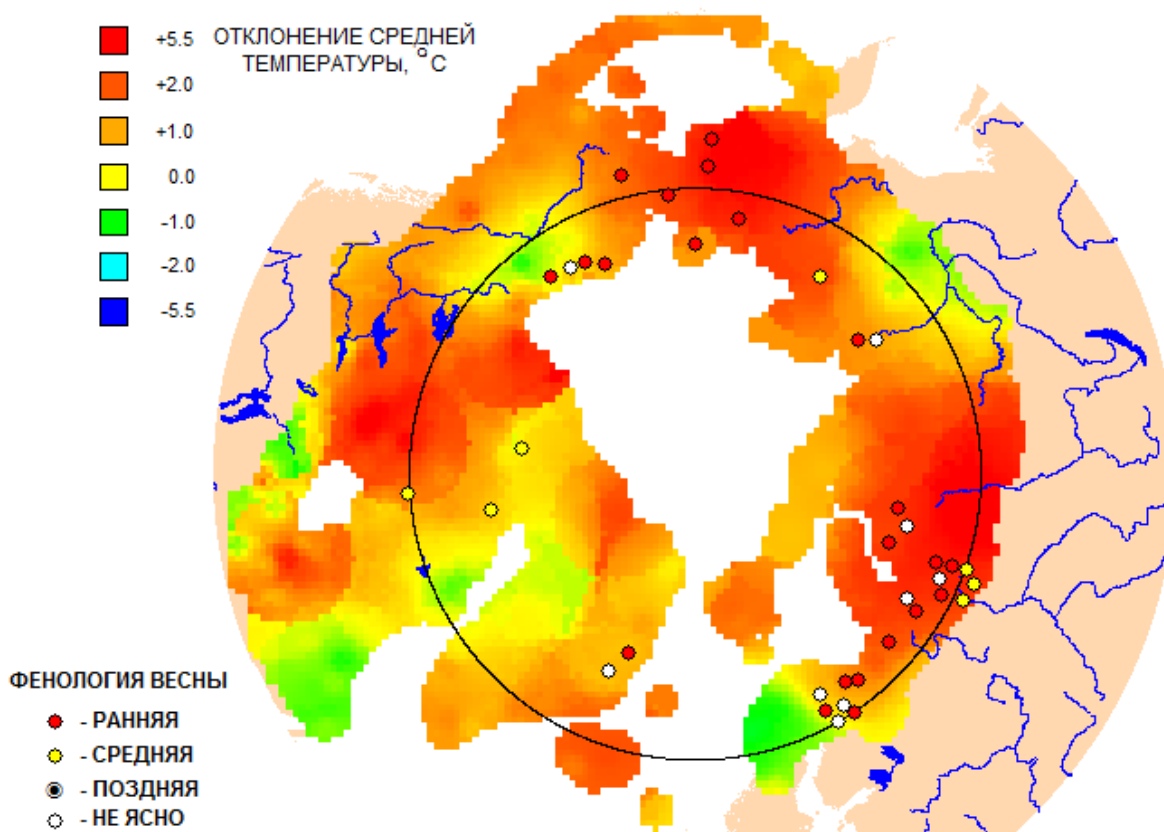 +5.5
+2.0
+1.0
0.0
-1.0
-2.0
-5.5
ОТКЛОНЕНИЕ СРЕДНЕЙ
ТЕМПЕРАТУРЫ, °C
ФЕНОЛОГИЯ ВЕСНЫ
- РАННЯЯ
- СРЕДНЯЯ
- ПОЗДНЯЯ
- НЕ ЯСНО